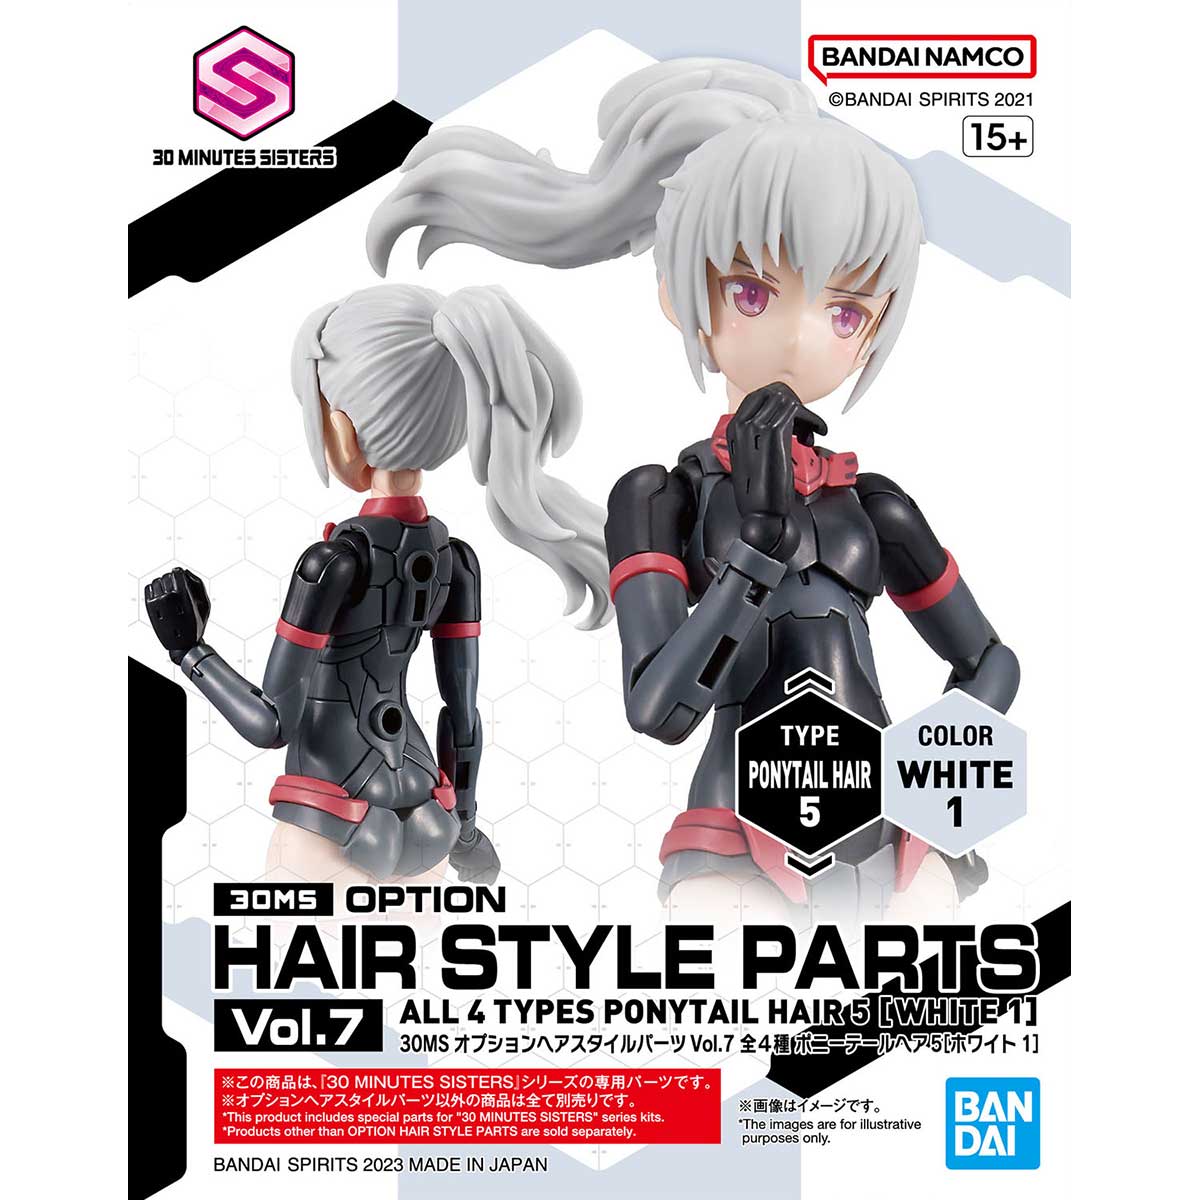 S
30 MINUTES SISTERS
BANDAI NAMCO
©BANDAI SPIRITS 2021
15+
TYPE
PONYTAIL HAIR
5
COLOR
WHITE
1
30MS OPTION
HAIR STYLE PARTS
Vol.7
ALL 4 TYPES PONYTAIL HAIR 5 [WHITE 1]
30MS オプションヘアスタイルパーツ Vol.7 全4種 ポニーテールヘア5[ホワイト 1]
※この商品は、『30 MINUTES SISTERS』シリーズの専用パーツです。
※オプションヘアスタイルパーツ以外の商品は全て別売りです。
*This product includes special parts for "30 MINUTES SISTERS" series kits.
*Products other than OPTION HAIR STYLE PARTS are sold separately.
※画像はイメージです。
*The images are for illustrative
purposes only.
BAN
DAI
BANDAI SPIRITS 2023 MADE IN JAPAN